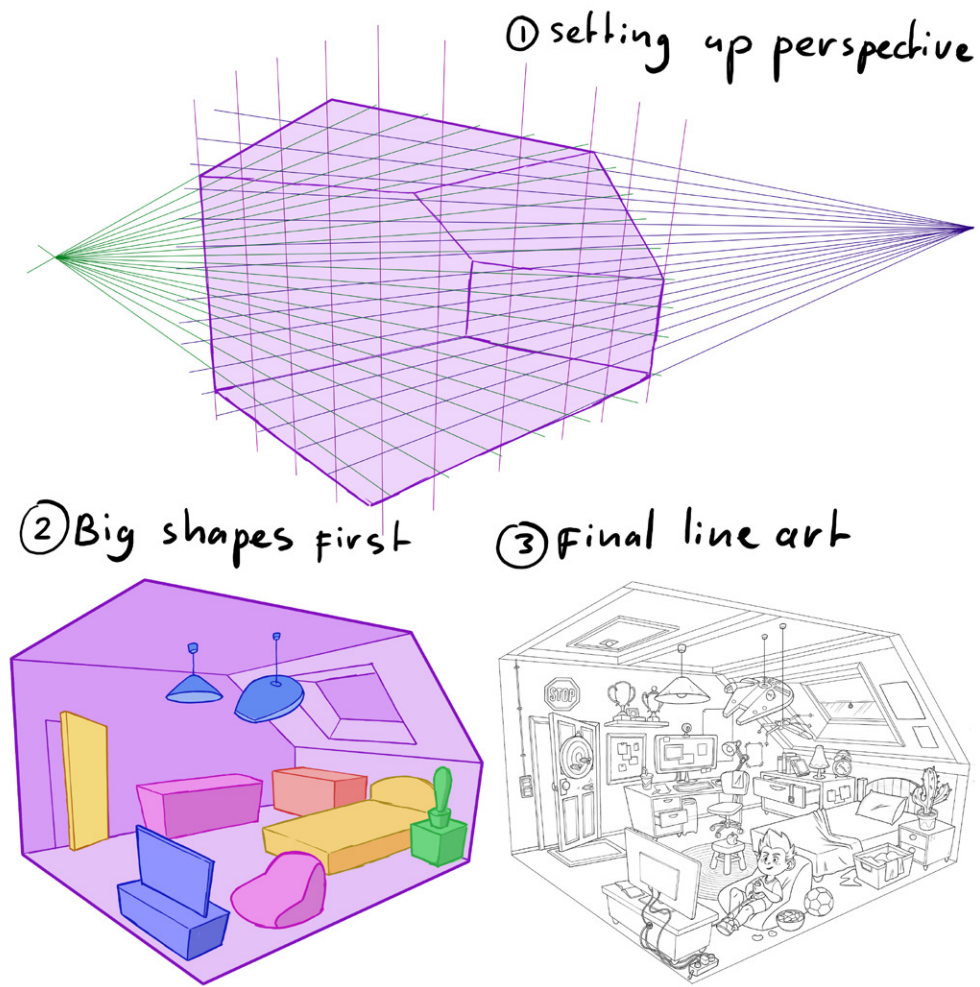 ① setting up perspective
② Big shapes first
③ Final line art
STOP